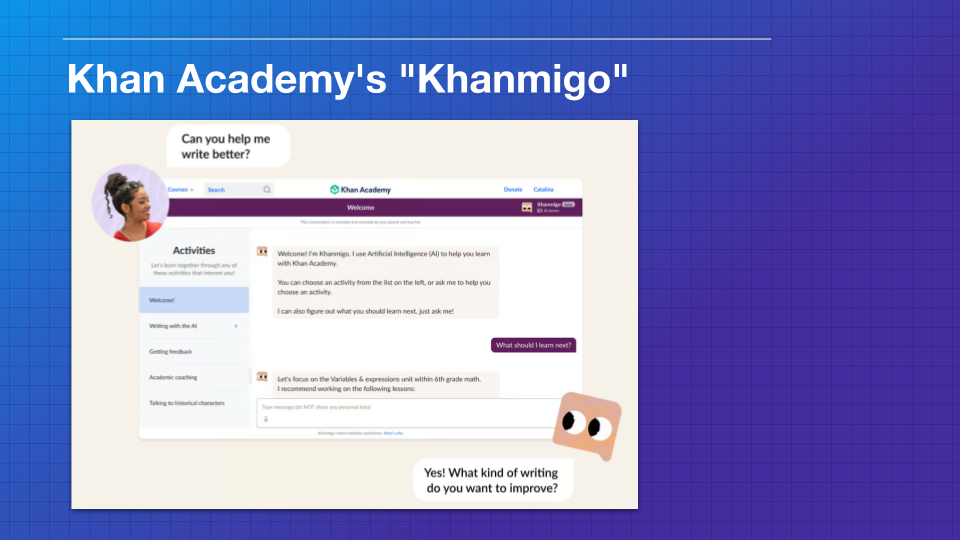 Khan Academy's "Khanmigo"
Can you help me
write better?
Courses
Search
Khan Academy
Donate
Catalina
Welcome
Khanmigo
This conversation is recorded and viewable by your parent and teacher.
Activities
Let's learn together through any of
these activities that interest you!
Welcome!
Writing with the AI
Getting feedback
Academic coaching
Talking to historical characters
Welcome! I'm Khanmigo. I use Artificial Intelligence (AI) to help you learn
with Khan Academy.
You can choose an activity from the list on the left, or ask me to help you
choose an activity.
I can also figure out what you should learn next, just ask me!
What should I learn next?
Let's focus on the Variables & expressions unit within 6th grade math.
I recommend working on the following lessons:
Type message (do NOT share any personal data)
Khanmigo makes mistakes sometimes. Here's why.
Yes! What kind of writing
do you want to improve?